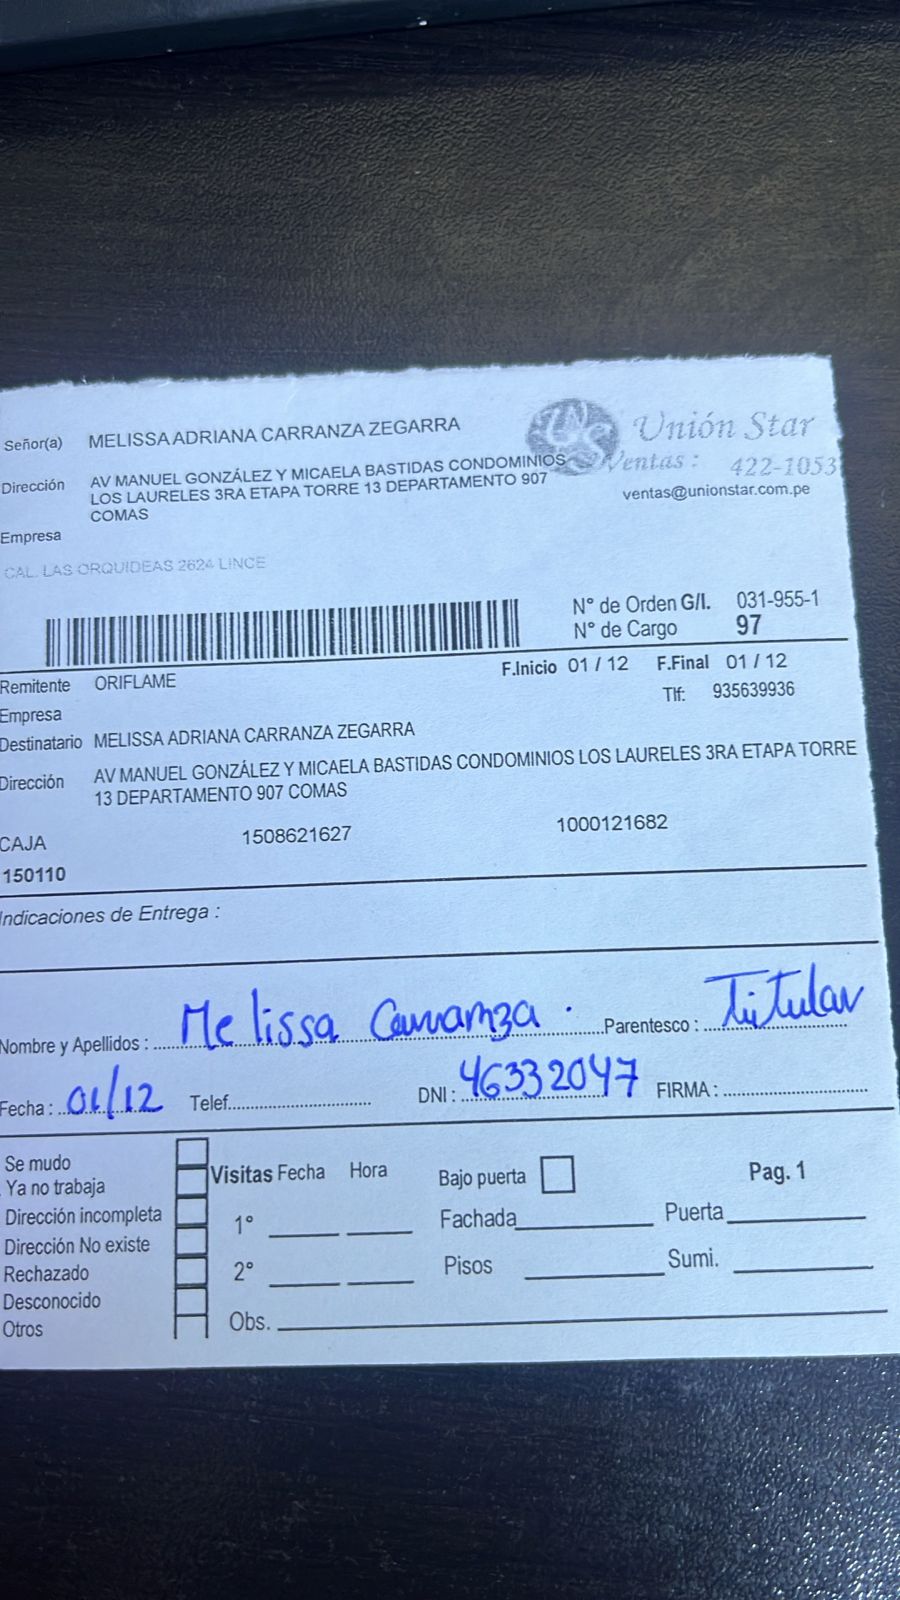 Señor(a) MELISSA ADRIANA CARRANZA ZEGARRA
Unión Star
Ventas : 422-1053
ventas@unionstar.com.pe
Dirección AV MANUEL GONZÁLEZ Y MICAELA BASTIDAS CONDOMINIOS
LOS LAURELES 3RA ETAPA TORRE 13 DEPARTAMENTO 907
COMAS
Empresa
CAL. LAS ORQUIDEAS 2624 LINCE
N° de Orden G/I. 031-955-1
N° de Cargo 97
Remitente ORIFLAME F.Inicio 01 / 12 F.Final 01 / 12
Empresa Tlf: 935639936
Destinatario MELISSA ADRIANA CARRANZA ZEGARRA
Dirección AV MANUEL GONZÁLEZ Y MICAELA BASTIDAS CONDOMINIOS LOS LAURELES 3RA ETAPA TORRE
13 DEPARTAMENTO 907 COMAS
CAJA 1508621627 1000121682
150110
Indicaciones de Entrega :
Nombre y Apellidos : Melissa Carranza . Parentesco : Titular
Fecha : 01/12 Telef. DNI : 46332047 FIRMA :
Se mudo
Ya no trabaja
Dirección incompleta
Dirección No existe
Rechazado
Desconocido
Otros
Visitas Fecha Hora
1°
2°
Obs.
Bajo puerta Pag. 1
Fachada Puerta
Pisos Sumi.